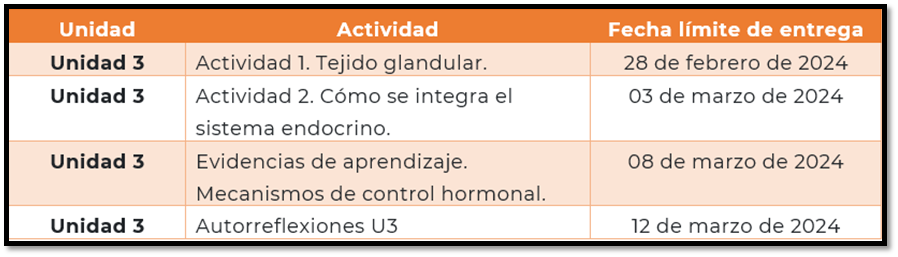 Unidad Actividad Fecha límite de entrega
Unidad 3 Actividad 1. Tejido glandular. 28 de febrero de 2024
Unidad 3 Actividad 2. Cómo se integra el 03 de marzo de 2024
sistema endocrino.
Unidad 3 Evidencias de aprendizaje. 08 de marzo de 2024
Mecanismos de control hormonal.
Unidad 3 Autorreflexiones U3 12 de marzo de 2024